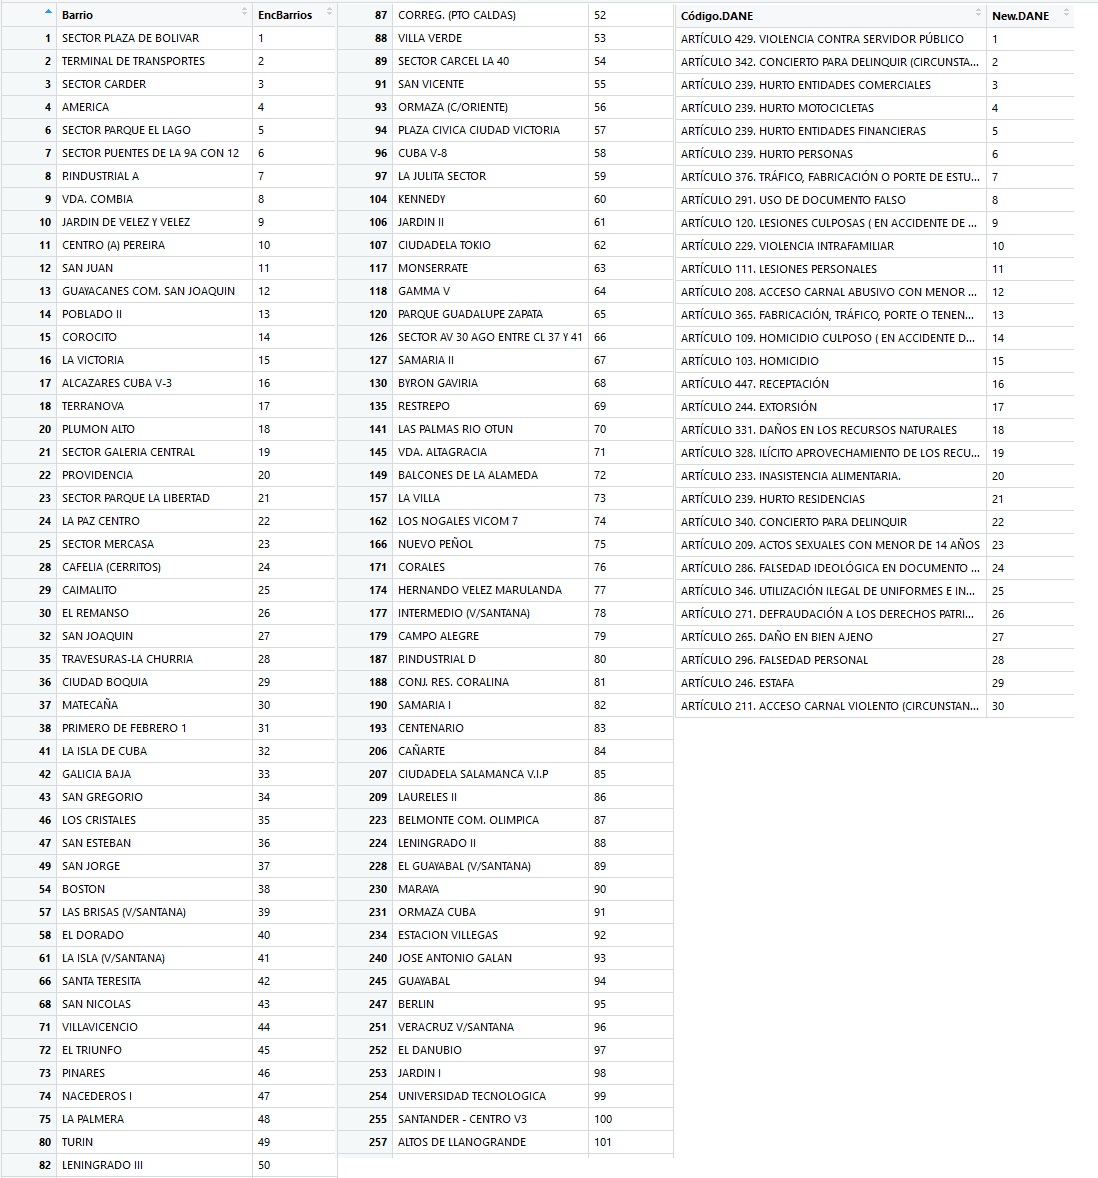 Barrio EncBarrios
1 SECTOR PLAZA DE BOLIVAR 1
2 TERMINAL DE TRANSPORTES 2
3 SECTOR CARDER 3
4 AMERICA 4
6 SECTOR PARQUE EL LAGO 5
7 SECTOR PUENTES DE LA 9A CON 12 6
8 P.INDUSTRIAL A 7
9 VDA. COMBIA 8
10 JARDIN DE VELEZ Y VELEZ 9
11 CENTRO (A) PEREIRA 10
12 SAN JUAN 11
13 GUAYACANES COM. SAN JOAQUIN 12
14 POBLADO II 13
15 COROCITO 14
16 LA VICTORIA 15
17 ALCAZARES CUBA V-3 16
18 TERRANOVA 17
20 PLUMON ALTO 18
21 SECTOR GALERIA CENTRAL 19
22 PROVIDENCIA 20
23 SECTOR PARQUE LA LIBERTAD 21
24 LA PAZ CENTRO 22
25 SECTOR MERCASA 23
28 CAFELIA (CERRITOS) 24
29 CAIMALITO 25
30 EL REMANSO 26
32 SAN JOAQUIN 27
35 TRAVESURAS-LA CHURRIA 28
36 CIUDAD BOQUIA 29
37 MATECAÑA 30
38 PRIMERO DE FEBRERO 1 31
41 LA ISLA DE CUBA 32
42 GALICIA BAJA 33
43 SAN GREGORIO 34
46 LOS CRISTALES 35
47 SAN ESTEBAN 36
49 SAN JORGE 37
54 BOSTON 38
57 LAS BRISAS (V/SANTANA) 39
58 EL DORADO 40
61 LA ISLA (V/SANTANA) 41
66 SANTA TERESITA 42
68 SAN NICOLAS 43
71 VILLAVICENCIO 44
72 EL TRIUNFO 45
73 PINARES 46
74 NACEDEROS I 47
75 LA PALMERA 48
80 TURIN 49
82 LENINGRADO III 50
87 CORREG. (PTO CALDAS) 52
88 VILLA VERDE 53
89 SECTOR CARCEL LA 40 54
91 SAN VICENTE 55
93 ORMAZA (C/ORIENTE) 56
94 PLAZA CIVICA CIUDAD VICTORIA 57
96 CUBA V-8 58
97 LA JULITA SECTOR 59
104 KENNEDY 60
106 JARDIN II 61
107 CIUDADELA TOKIO 62
117 MONSERRATE 63
118 GAMMA V 64
120 PARQUE GUADALUPE ZAPATA 65
126 SECTOR AV 30 AGO ENTRE CL 37 Y 41 66
127 SAMARIA II 67
130 BYRON GAVIRIA 68
135 RESTREPO 69
141 LAS PALMAS RIO OTUN 70
145 VDA. ALTAGRACIA 71
149 BALCONES DE LA ALAMEDA 72
157 LA VILLA 73
162 LOS NOGALES VICOM 7 74
166 NUEVO PEÑOL 75
171 CORALES 76
174 HERNANDO VELEZ MARULANDA 77
177 INTERMEDIO (V/SANTANA) 78
179 CAMPO ALEGRE 79
187 P.INDUSTRIAL D 80
188 CONJ. RES. CORALINA 81
190 SAMARIA I 82
193 CENTENARIO 83
206 CAÑARTE 84
207 CIUDADELA SALAMANCA V.I.P 85
209 LAURELES II 86
223 BELMONTE COM. OLIMPICA 87
224 LENINGRADO II 88
228 EL GUAYABAL (V/SANTANA) 89
230 MARAYA 90
231 ORMAZA CUBA 91
234 ESTACION VILLEGAS 92
240 JOSE ANTONIO GALAN 93
245 GUAYABAL 94
247 BERLIN 95
251 VERACRUZ V/SANTANA 96
252 EL DANUBIO 97
253 JARDIN I 98
254 UNIVERSIDAD TECNOLOGICA 99
255 SANTANDER - CENTRO V3 100
257 ALTOS DE LLANOGRANDE 101
Código.DANE New.DANE
ARTÍCULO 429. VIOLENCIA CONTRA SERVIDOR PÚBLICO 1
ARTÍCULO 342. CONCIERTO PARA DELINQUIR (CIRCUNSTA... 2
ARTÍCULO 239. HURTO ENTIDADES COMERCIALES 3
ARTÍCULO 239. HURTO MOTOCICLETAS 4
ARTÍCULO 239. HURTO ENTIDADES FINANCIERAS 5
ARTÍCULO 239. HURTO PERSONAS 6
ARTÍCULO 376. TRÁFICO, FABRICACIÓN O PORTE DE ESTU... 7
ARTÍCULO 291. USO DE DOCUMENTO FALSO 8
ARTÍCULO 120. LESIONES CULPOSAS ( EN ACCIDENTE DE ... 9
ARTÍCULO 229. VIOLENCIA INTRAFAMILIAR 10
ARTÍCULO 111. LESIONES PERSONALES 11
ARTÍCULO 208. ACCESO CARNAL ABUSIVO CON MENOR ... 12
ARTÍCULO 365. FABRICACIÓN, TRÁFICO, PORTE O TENEN... 13
ARTÍCULO 109. HOMICIDIO CULPOSO ( EN ACCIDENTE D... 14
ARTÍCULO 103. HOMICIDIO 15
ARTÍCULO 447. RECEPTACIÓN 16
ARTÍCULO 244. EXTORSIÓN 17
ARTÍCULO 331. DAÑOS EN LOS RECURSOS NATURALES 18
ARTÍCULO 328. ILÍCITO APROVECHAMIENTO DE LOS RECU... 19
ARTÍCULO 233. INASISTENCIA ALIMENTARIA. 20
ARTÍCULO 239. HURTO RESIDENCIAS 21
ARTÍCULO 340. CONCIERTO PARA DELINQUIR 22
ARTÍCULO 209. ACTOS SEXUALES CON MENOR DE 14 AÑOS 23
ARTÍCULO 286. FALSEDAD IDEOLÓGICA EN DOCUMENTO ... 24
ARTÍCULO 346. UTILIZACIÓN ILEGAL DE UNIFORMES E IN... 25
ARTÍCULO 271. DEFRAUDACIÓN A LOS DERECHOS PATRI... 26
ARTÍCULO 265. DAÑO EN BIEN AJENO 27
ARTÍCULO 296. FALSEDAD PERSONAL 28
ARTÍCULO 246. ESTAFA 29
ARTÍCULO 211. ACCESO CARNAL VIOLENTO (CIRCUNSTAN... 30